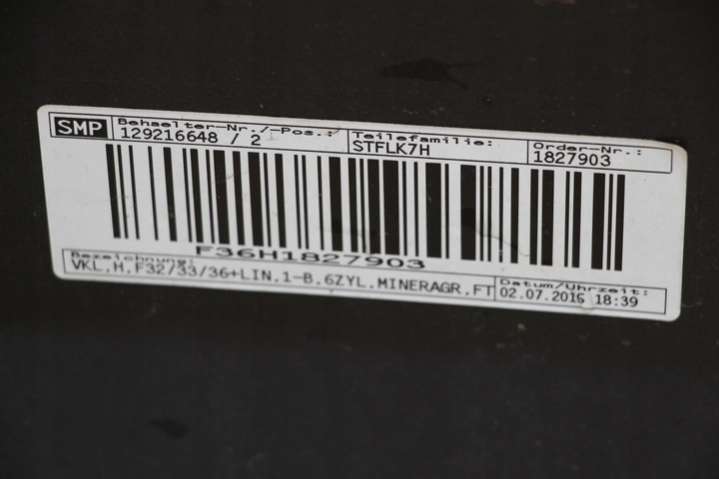 SMP Behaelter-Nr./-Pos.: Teilefamilie: Order-Nr.:
129216648 / 2 STFLK7H 1827903
F36H1827903
Bezeichnung: Datum/Uhrzeit:
VKL,H,F32/33/36+LIN,1-B,6ZYL,MINERAGR,FT 02.07.2015 18:39